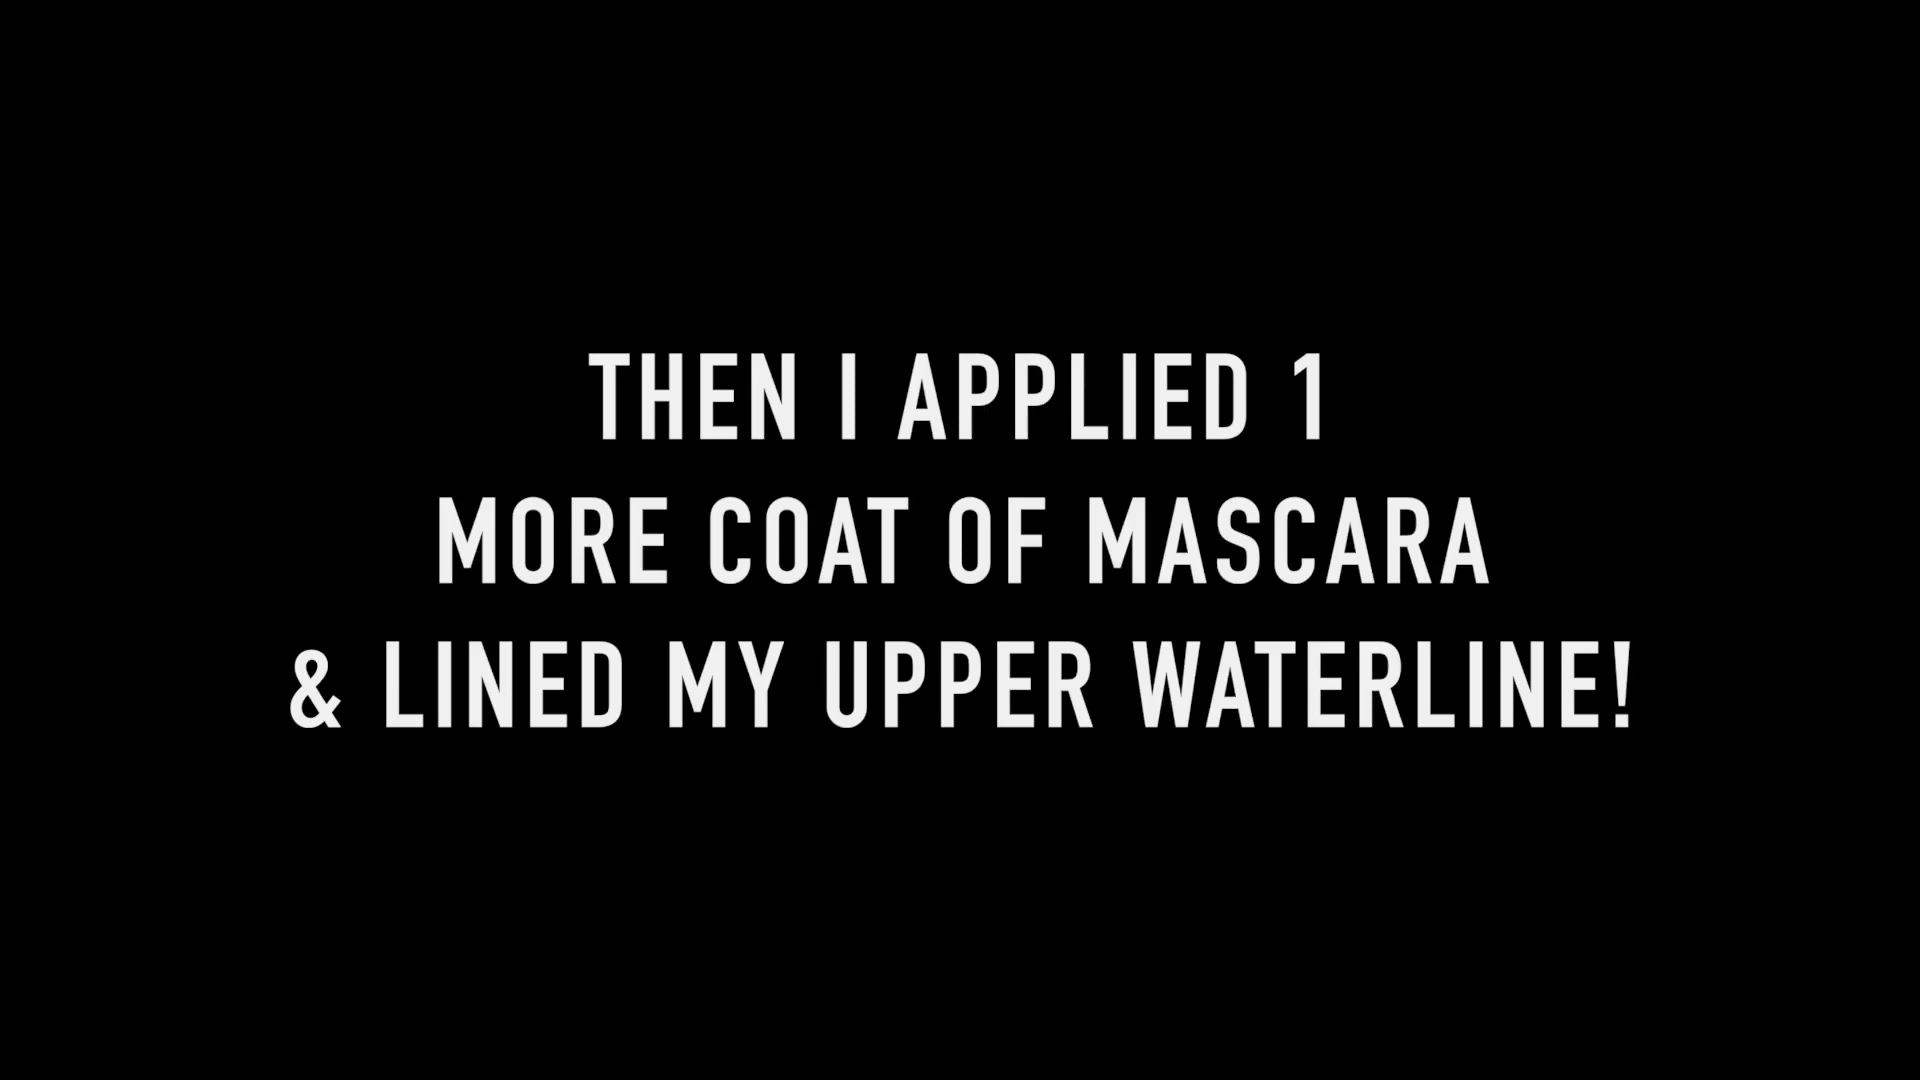 THEN I APPLIED 1
MORE COAT OF MASCARA
& LINED MY UPPER WATERLINE!